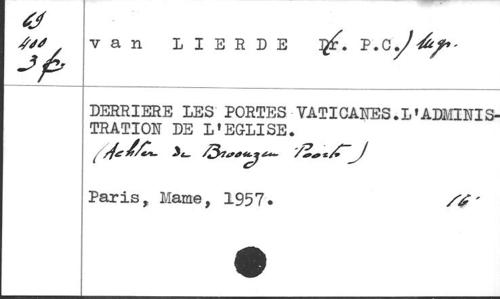 69
400
3 fr.
van LIERDE Dr. (P.C.) Mgr.
DERRIERE LES PORTES VATICANES.L'ADMINIS-
TRATION DE L'EGLISE.
(Achter de Bronzen Poort)
Paris, Mame, 1957.
16°